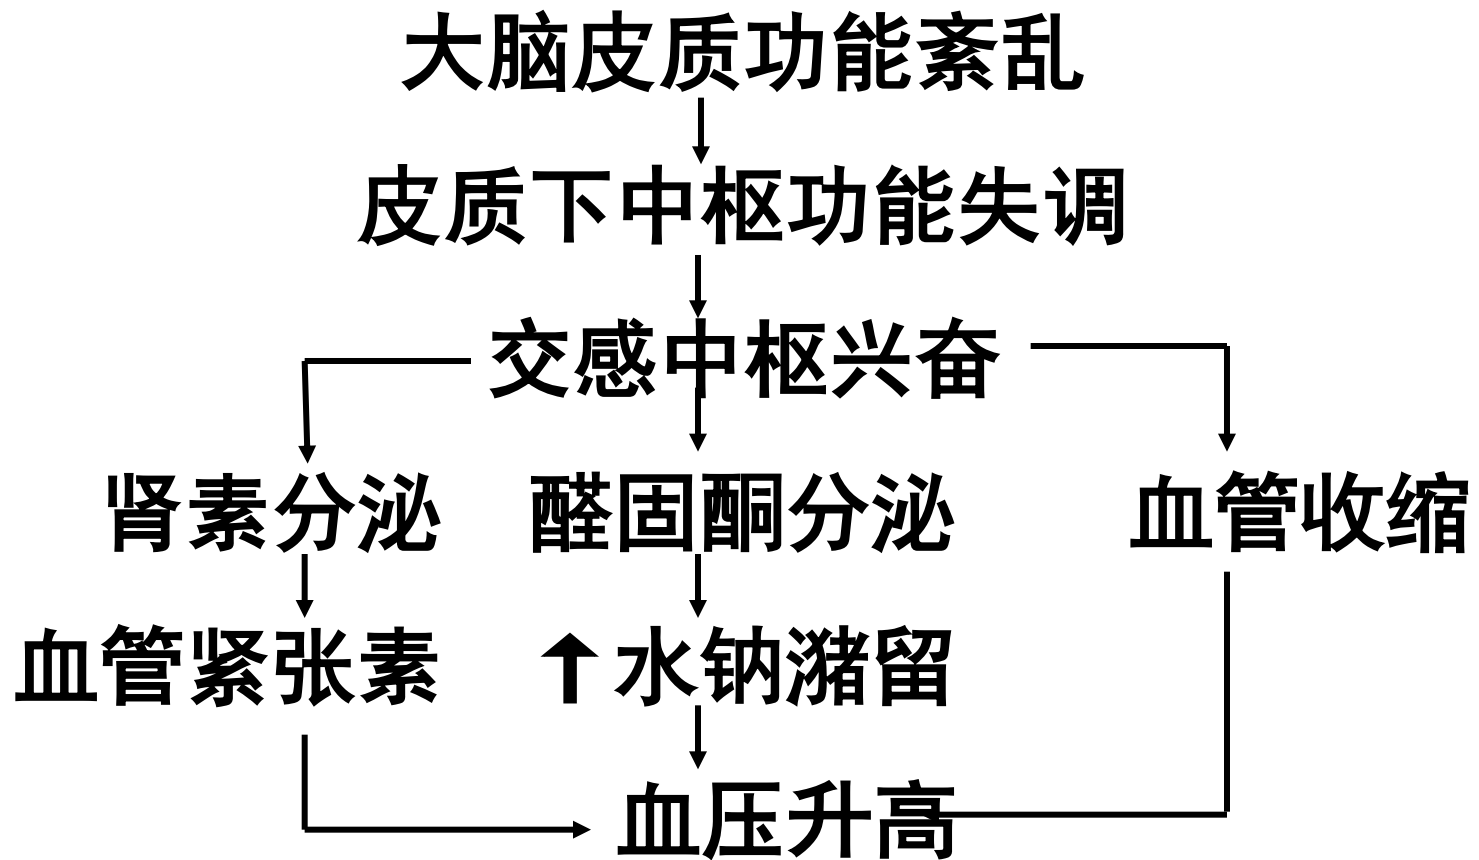 大脑皮质功能紊乱
皮质下中枢功能失调
交感中枢兴奋
肾素分泌 醛固酮分泌 血管收缩
血管紧张素 ↑水钠潴留
血压升高